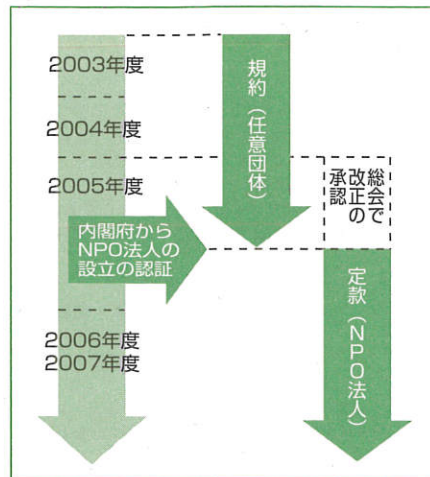 2003年度
2004年度
2005年度
内閣府から
NPO法人の
設立の認証
2006年度
2007年度
規約（任意団体）
総会で
改正の
承認
定款（NPO法人）